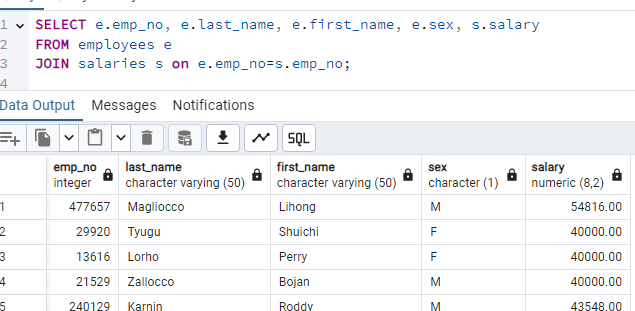 1 SELECT e.emp_no, e.last_name, e.first_name, e.sex, s.salary
2 FROM employees e
3 JOIN salaries s on e.emp_no=s.emp_no;
4
Data Output Messages Notifications
SQL
emp_no last_name first_name sex salary
integer character varying (50) character varying (50) character (1) numeric (8,2)
1 477657 Magliocco Lihong M 54816.00
2 29920 Tyugu Shuichi F 40000.00
3 13616 Lorho Perry F 40000.00
4 21529 Zallocco Bojan M 40000.00
5 240129 Karnin Roddy M 43548.00